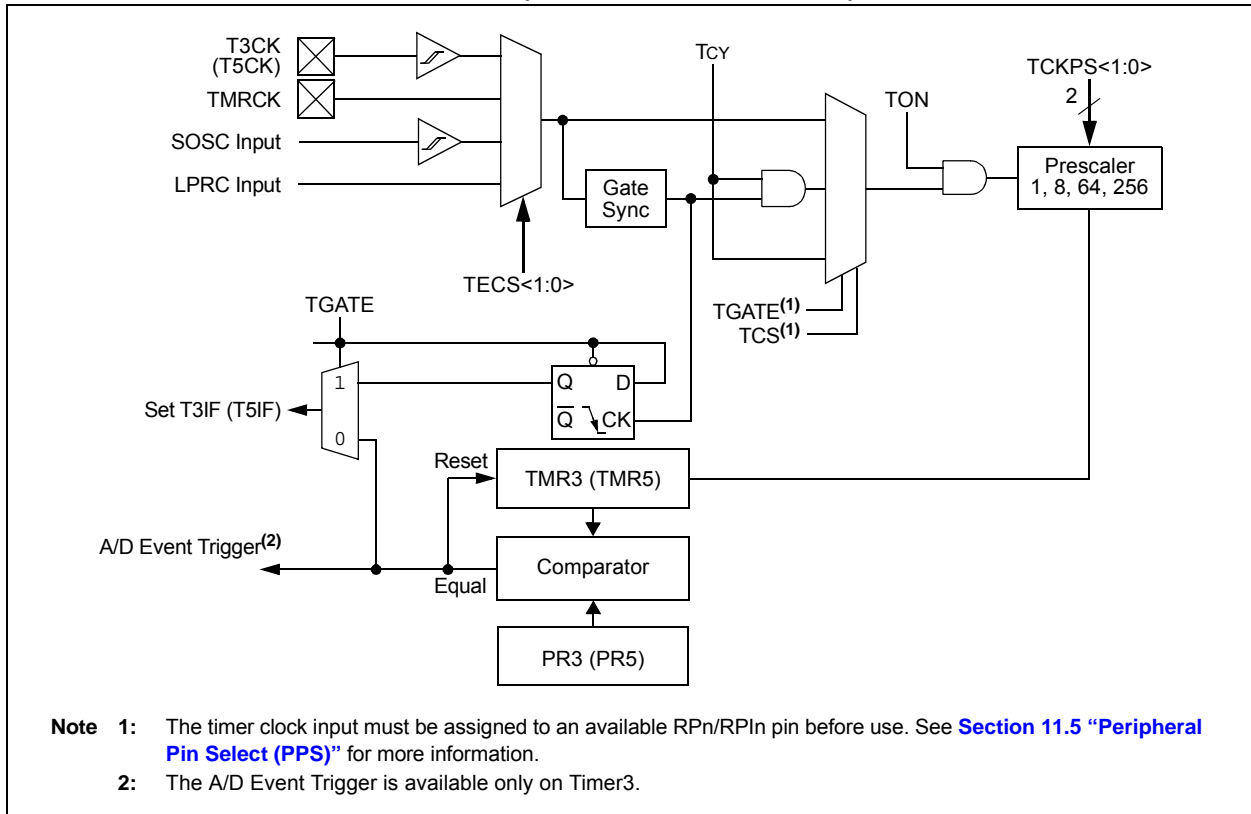 T3CK
(T5CK)
TMRCK
SOSC Input
LPRC Input
TECS<1:0>
Gate
Sync
TCY
TGATE(1)
TCS(1)
TON
TCKPS<1:0>
2
Prescaler
1, 8, 64, 256
TGATE
1
0
Set T3IF (T5IF)
Q D
Q CK
Reset
TMR3 (TMR5)
A/D Event Trigger(2)
Equal
Comparator
PR3 (PR5)
Note 1: The timer clock input must be assigned to an available RPn/RPIn pin before use. See Section 11.5 “Peripheral
Pin Select (PPS)” for more information.
2: The A/D Event Trigger is available only on Timer3.